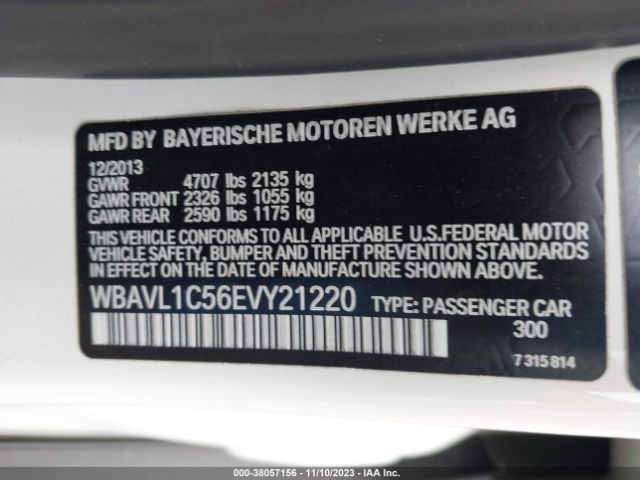 MFD BY BAYERISCHE MOTOREN WERKE AG
12/2013
GVWR 4707 lbs 2135 kg
GAWR FRONT 2326 lbs 1055 kg
GAWR REAR 2590 lbs 1175 kg
THIS VEHICLE CONFORMS TO ALL APPLICABLE U.S.FEDERAL MOTOR
VEHICLE SAFETY, BUMPER AND THEFT PREVENTION STANDARDS
IN EFFECT ON THE DATE OF MANUFACTURE SHOWN ABOVE.
WBAVL1C56EVY21220 TYPE: PASSENGER CAR
300
7 315 814
000-38057156 - 11/10/2023 - IAAI.com